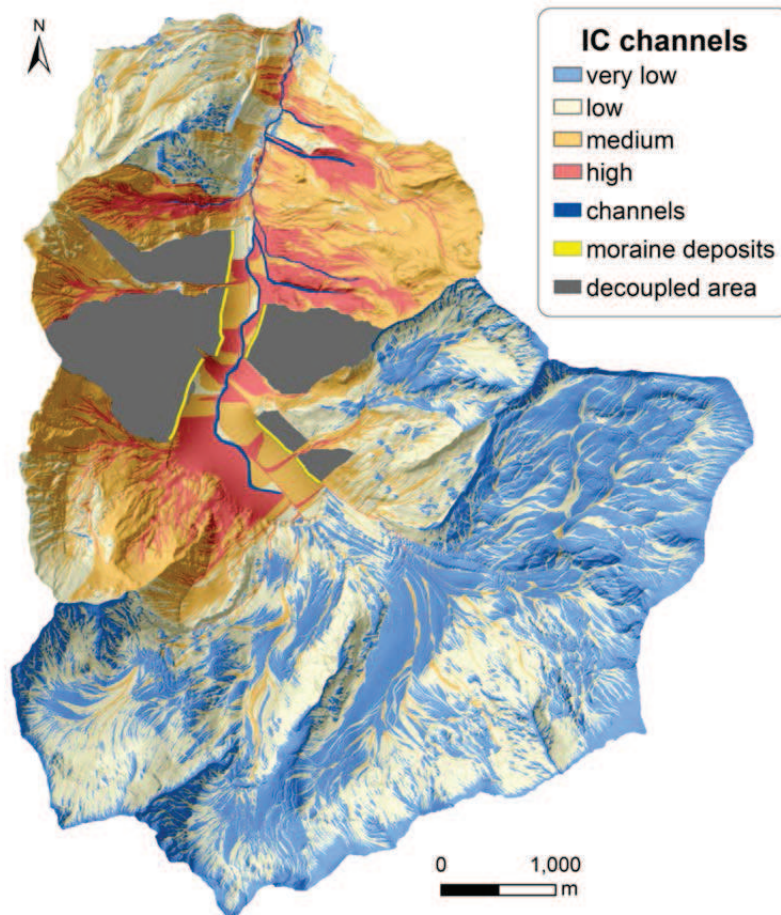 N
IC channels
very low
low
medium
high
channels
moraine deposits
decoupled area
0 1,000
m